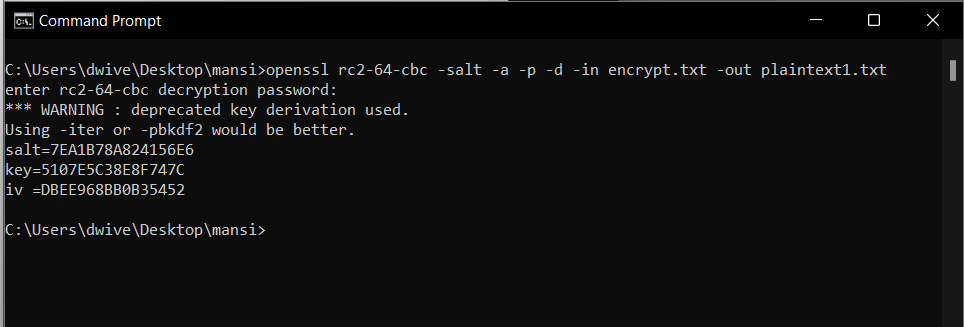 Command Prompt
C:\Users\dwive\Desktop\mansi>openssl rc2-64-cbc -salt -a -p -d -in encrypt.txt -out plaintext1.txt
enter rc2-64-cbc decryption password:
*** WARNING : deprecated key derivation used.
Using -iter or -pbkdf2 would be better.
salt=7EA1B78A824156E6
key=5107E5C38E8F747C
iv =DBEE968BB0B35452
C:\Users\dwive\Desktop\mansi>